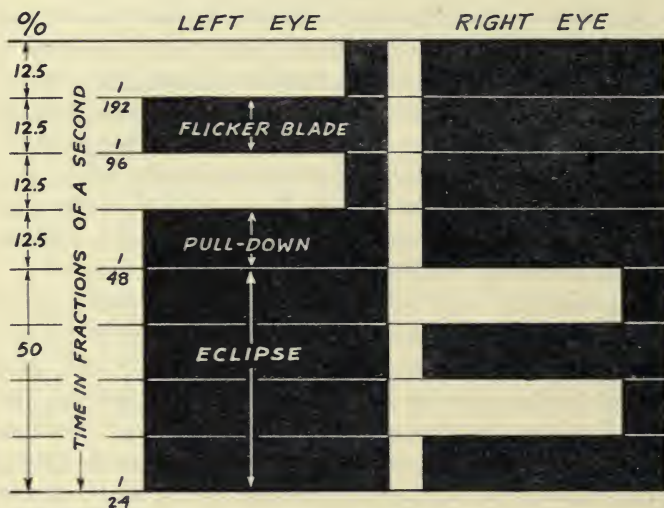 % LEFT EYE RIGHT EYE
12.5
1/192
12.5
FLICKER BLADE
1/96
12.5
12.5
PULL-DOWN
1/48
50
ECLIPSE
1/24
TIME IN FRACTIONS OF A SECOND